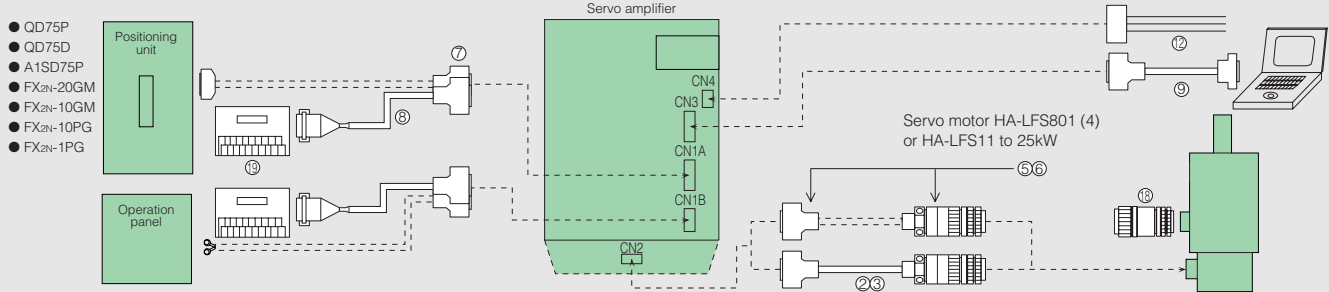 ● QD75P
● QD75D
● A1SD75P
● FX2N-20GM
● FX2N-10GM
● FX2N-10PG
● FX2N-1PG
Positioning
unit
⑦
⑧
⑲
Operation
panel
Servo amplifier
CN4
CN3
CN1A
CN1B
CN2
⑫
⑨
Servo motor HA-LFS801 (4)
or HA-LFS11 to 25kW
⑤⑥
⑱
②③